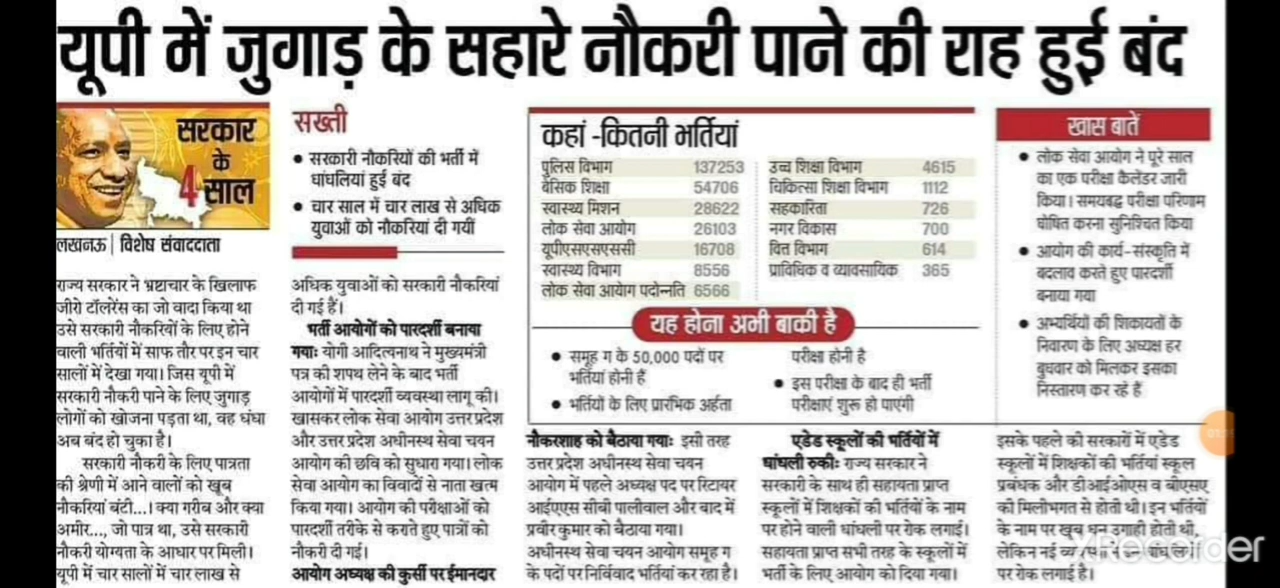 यूपी में जुगाड़ के सहारे नौकरी पाने की राह हुई बंद
सरकार
के
4 साल
लखनऊ | विशेष संवाददाता
राज्य सरकार ने भ्रष्टाचार के खिलाफ
जीरो टॉलरेंस का जो वादा किया था
उसे सरकारी नौकरियों के लिए होने
वाली भर्तियों में साफ तौर पर इन चार
सालों में देखा गया। जिस यूपी में
सरकारी नौकरी पाने के लिए जुगाड़
लोगों को खोजना पड़ता था, वह धंधा
अब बंद हो चुका है।
सरकारी नौकरी के लिए पात्रता
की श्रेणी में आने वालों को खूब
नौकरियां बंटी...। क्या गरीब और क्या
अमीर..., जो पात्र था, उसे सरकारी
नौकरी योग्यता के आधार पर मिली।
यूपी में चार सालों में चार लाख से
सख्ती
● सरकारी नौकरियों की भर्ती में
धांधलियां हुई बंद
● चार साल में चार लाख से अधिक
युवाओं को नौकरियां दी गयीं
अधिक युवाओं को सरकारी नौकरियां
दी गई हैं।
भर्ती आयोगों को पारदर्शी बनाया
गयाः योगी आदित्यनाथ ने मुख्यमंत्री
पत्र की शपथ लेने के बाद भर्ती
आयोगों में पारदर्शी व्यवस्था लागू की।
खासकर लोक सेवा आयोग उत्तर प्रदेश
और उत्तर प्रदेश अधीनस्थ सेवा चयन
आयोग की छवि को सुधारा गया। लोक
सेवा आयोग का विवादों से नाता खत्म
किया गया। आयोग की परीक्षाओं को
पारदर्शी तरीके से कराते हुए पात्रों को
नौकरी दी गई।
आयोग अध्यक्ष की कुर्सी पर ईमानदार
कहां -कितनी भर्तियां
पुलिस विभाग 137253
बेसिक शिक्षा 54706
स्वास्थ्य मिशन 28622
लोक सेवा आयोग 26103
यूपीएसएसएससी 16708
स्वास्थ्य विभाग 8556
लोक सेवा आयोग पदोन्नति 6566
उच्च शिक्षा विभाग 4615
चिकित्सा शिक्षा विभाग 1112
सहकारिता 726
नगर विकास 700
वित्त विभाग 614
प्राविधिक व व्यावसायिक 365
यह होना अभी बाकी है
● समूह ग के 50,000 पदों पर
भर्तियां होनी हैं
● भर्तियों के लिए प्रारंभिक अर्हता
परीक्षा होनी है
● इस परीक्षा के बाद ही भर्ती
परीक्षाएं शुरू हो पाएंगी
खास बातें
● लोक सेवा आयोग ने पूरे साल
का एक परीक्षा कैलेंडर जारी
किया। समयबद्ध परीक्षा परिणाम
घोषित करना सुनिश्चित किया
● आयोग की कार्य-संस्कृति में
बदलाव करते हुए पारदर्शी
बनाया गया
● अभ्यर्थियों की शिकायतों के
निवारण के लिए अध्यक्ष हर
बुधवार को मिलकर इसका
निस्तारण कर रहे हैं
नौकरशाह को बैठाया गयाः इसी तरह
उत्तर प्रदेश अधीनस्थ सेवा चयन
आयोग में पहले अध्यक्ष पद पर रिटायर
आईएएस सीबी पालीवाल और बाद में
प्रवीर कुमार को बैठाया गया।
अधीनस्थ सेवा चयन आयोग समूह ग
के पदों पर निर्विवाद भर्तियां कर रहा है।
एडेड स्कूलों की भर्तियों में
धांधली रुकीः राज्य सरकार ने
सरकारी के साथ ही सहायता प्राप्त
स्कूलों में शिक्षकों की भर्तियों के नाम
पर होने वाली धांधली पर रोक लगाई।
सहायता प्राप्त सभी तरह के स्कूलों में
भर्ती के लिए आयोग को दिया गया।
इसके पहले की सरकारों में एडेड
स्कूलों में शिक्षकों की भर्तियां स्कूल
प्रबंधक और डीआईओएस व बीएसए
की मिलीभगत से होती थी। इन भर्तियों
के नाम पर खूब धन उगाही होती थी,
लेकिन नई धांधली
पर रोक लगाई है।
XRecorder